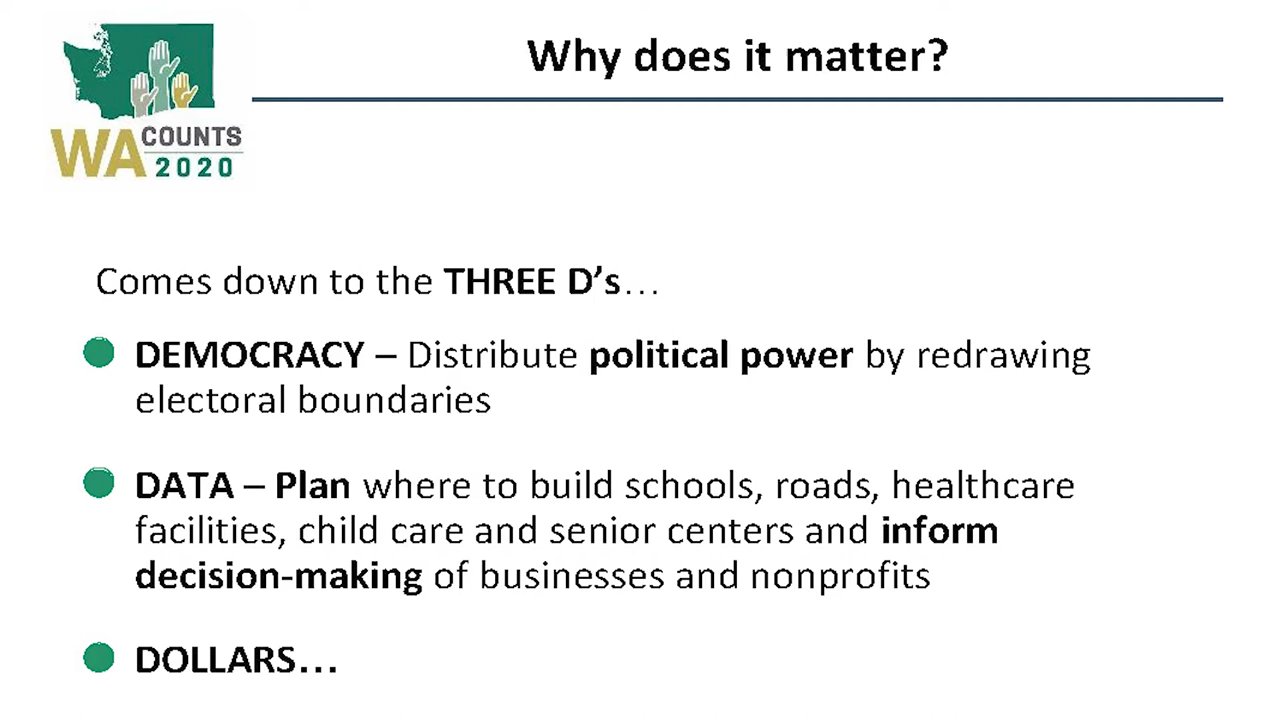 Why does it matter?
WA COUNTS
2020
Comes down to the THREE D’s…
DEMOCRACY – Distribute political power by redrawing
electoral boundaries
DATA – Plan where to build schools, roads, healthcare
facilities, child care and senior centers and inform
decision-making of businesses and nonprofits
DOLLARS…